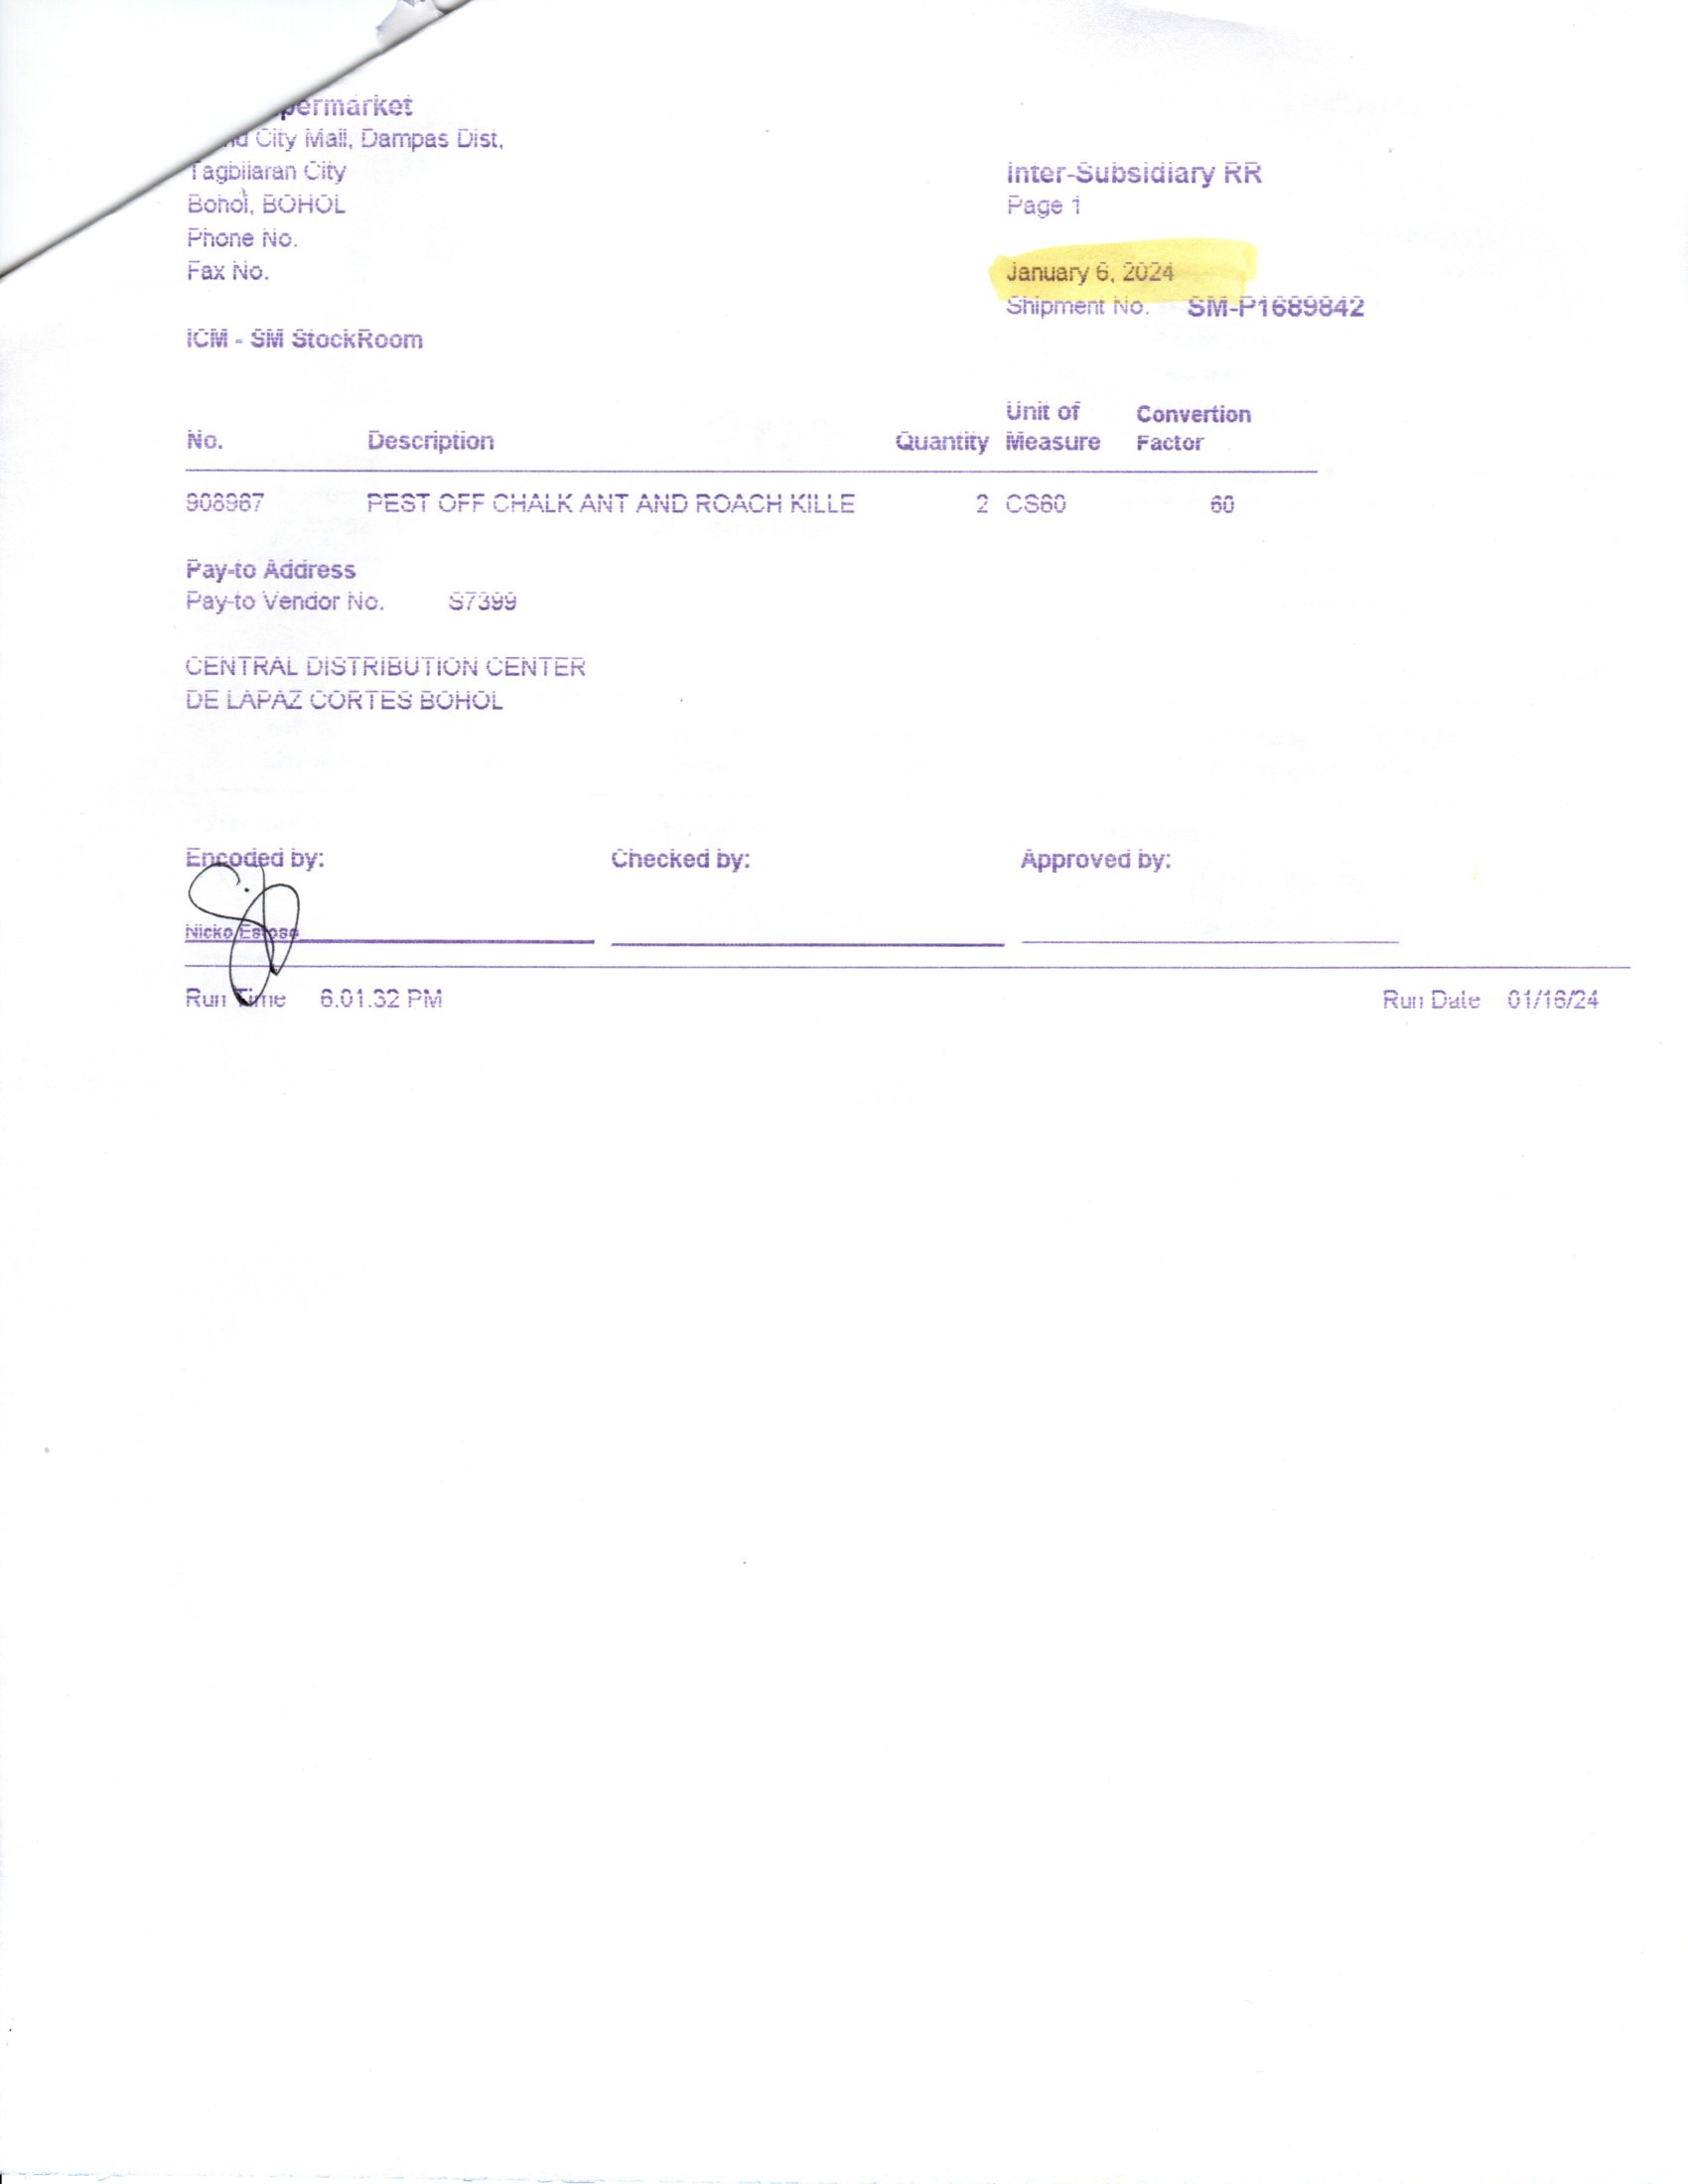 City Mall, Dampas Dist,
Tagbilaran City
Bohol, BOHOL
Phone No.
Fax No.
Inter-Subsidiary RR
Page 1
January 6, 2024
Shipment No. SM-P1689842
ICM - SM StockRoom
No. Description Quantity Unit of Measure Convertion Factor
908967 PEST OFF CHALK ANT AND ROACH KILLE 2 CS60 60
Pay-to Address
Pay-to Vendor No. S7399
CENTRAL DISTRIBUTION CENTER
DE LAPAZ CORTES BOHOL
Encoded by: Checked by: Approved by:
Nicko
Run Time 6:01:32 PM Run Date 01/16/24